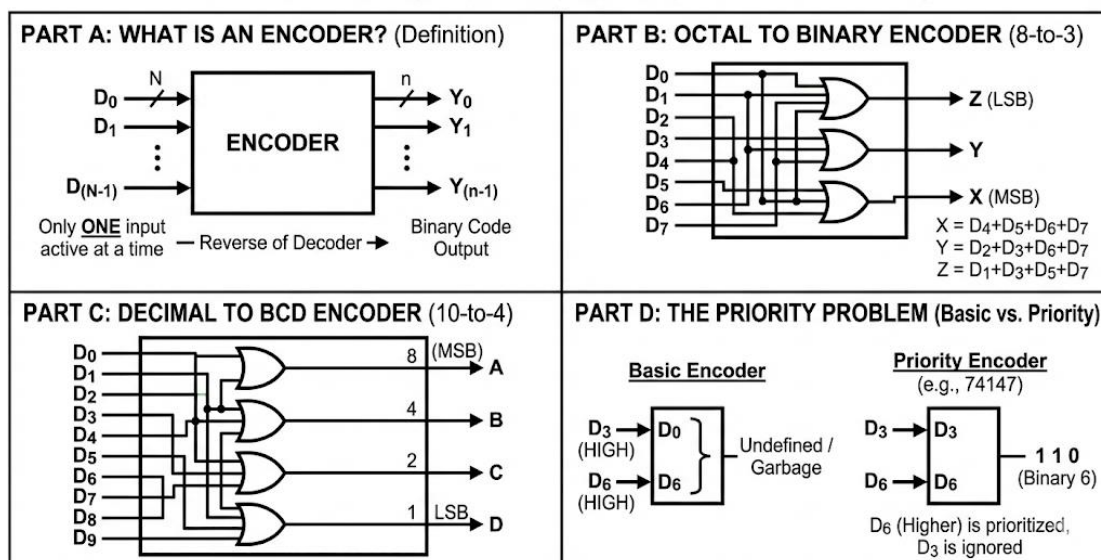 PART A: WHAT IS AN ENCODER? (Definition)
N
n
D₀
Y₀
D₁
ENCODER
Y₁
D(N-1)
Y(n-1)
Only ONE input
active at a time
Reverse of Decoder
Binary Code
Output
PART B: OCTAL TO BINARY ENCODER (8-to-3)
D₀
D₁
Z (LSB)
D₂
D₃
Y
D₄
D₅
X (MSB)
D₆
D₇
X = D₄+D₅+D₆+D₇
Y = D₂+D₃+D₆+D₇
Z = D₁+D₃+D₅+D₇
PART C: DECIMAL TO BCD ENCODER (10-to-4)
D₀
8 (MSB)
A
D₁
D₂
D₃
4
B
D₄
D₅
2
C
D₆
D₇
D₈
1 LSB
D
D₉
PART D: THE PRIORITY PROBLEM (Basic vs. Priority)
Basic Encoder
D₃
(HIGH)
D₀
D₆
(HIGH)
D₆
Undefined /
Garbage
Priority Encoder
(e.g., 74147)
D₃
D₃
D₆
D₆
1 1 0
(Binary 6)
D₆ (Higher) is prioritized,
D₃ is ignored